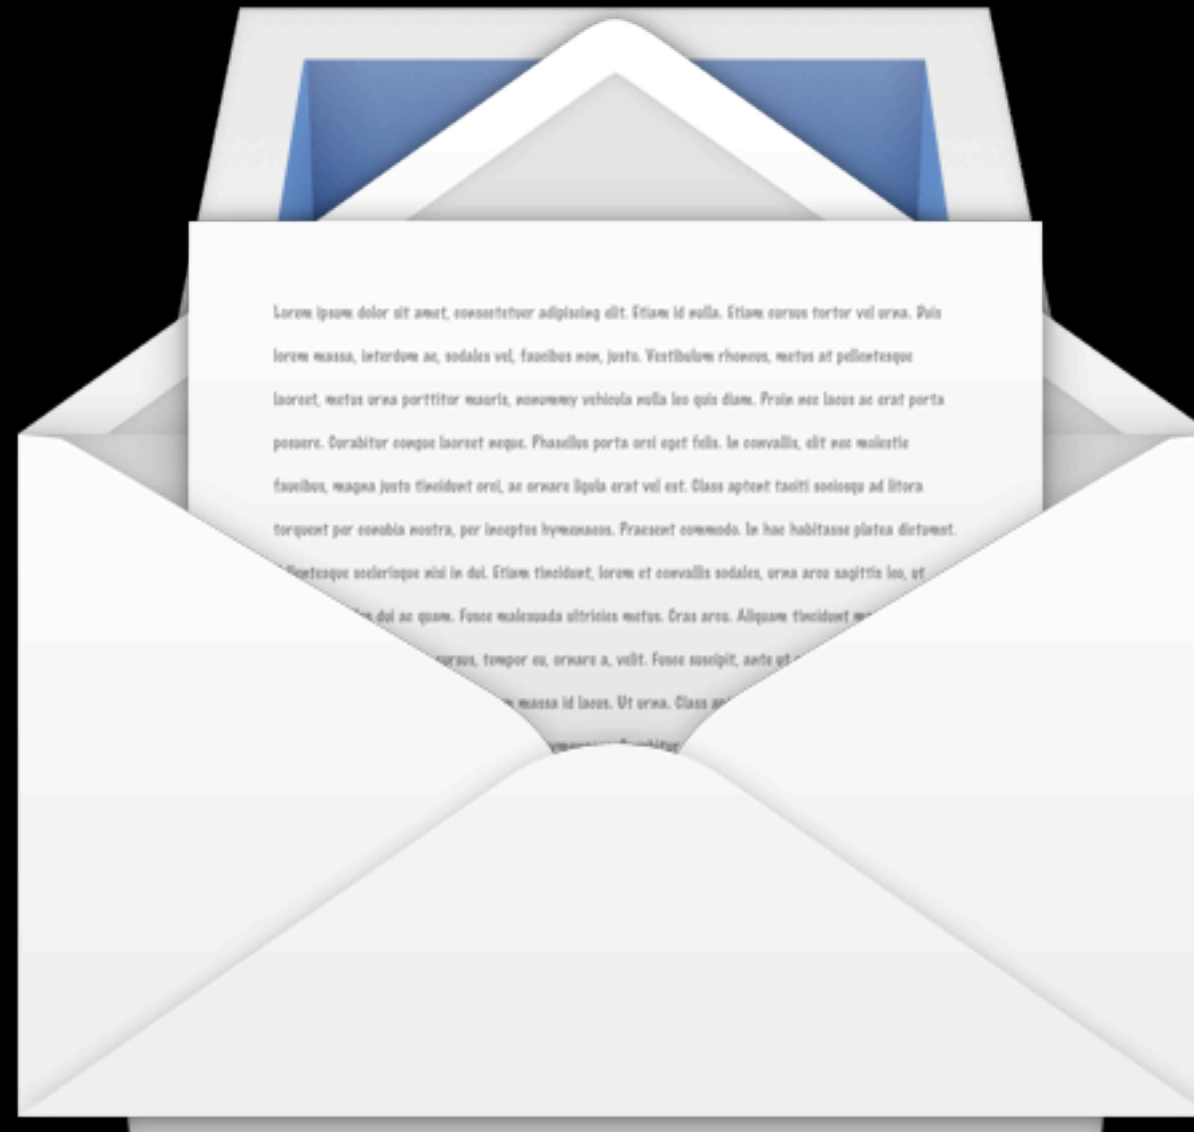 Lorem ipsum dolor sit amet, consectetuer adipiscing elit. Etiam id nulla. Etiam cursus tortor vel urna. Duis
lorem massa, interdum ac, sodales vel, faucibus non, justo. Vestibulum rhoncus, metus at pellentesque
laoreet, metus urna porttitor mauris, nonummy vehicula nulla leo quis diam. Proin nec lacus ac erat porta
posuere. Curabitur congue laoreet neque. Phasellus porta orci eget felis. In convallis, elit nec molestie
faucibus, magna justo tincidunt orci, ac ornare ligula erat vel est. Class aptent taciti sociosqu ad litora
torquent per conubia nostra, per inceptos hymenaeos. Praesent commodo. In hac habitasse platea dictumst.
scelerisque nisi in dui. Etiam tincidunt, lorem et convallis sodales, urna arcu sagittis leo, ut
dui ac quam. Fusce malesuada ultricies metus. Cras arcu. Aliquam tincidunt
cursus, tempor eu, ornare a, velit. Fusce suscipit, ante ut
massa id lacus. Ut urna. Class